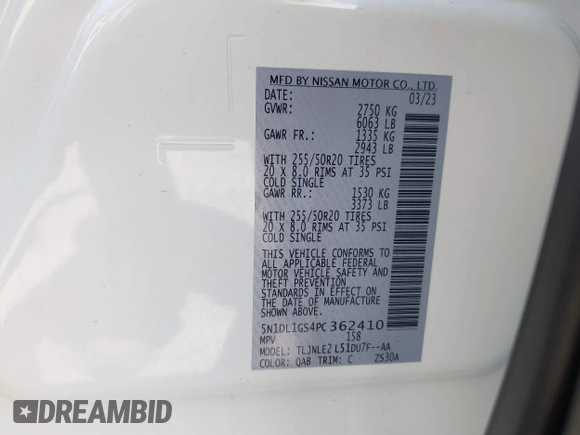 MFD BY NISSAN MOTOR CO., LTD.
DATE: 03/23
GVWR: 2750 KG
6063 LB
GAWR FR.: 1335 KG
2943 LB
WITH 255/50R20 TIRES
20 X 8.0 RIMS AT 35 PSI
COLD SINGLE
GAWR RR.: 1530 KG
3373 LB
WITH 255/50R20 TIRES
20 X 8.0 RIMS AT 35 PSI
COLD SINGLE
THIS VEHICLE CONFORMS TO
ALL APPLICABLE FEDERAL
MOTOR VEHICLE SAFETY AND
THEFT PREVENTION
STANDARDS IN EFFECT ON
THE DATE OF MANUFACTURE
SHOWN ABOVE.
5N1DL1GS4PC362410
MPV 158
MODEL: TLJNLE2 L51DU7F--AA
COLOR: QAB TRIM: C ZS30A
DREAMBID